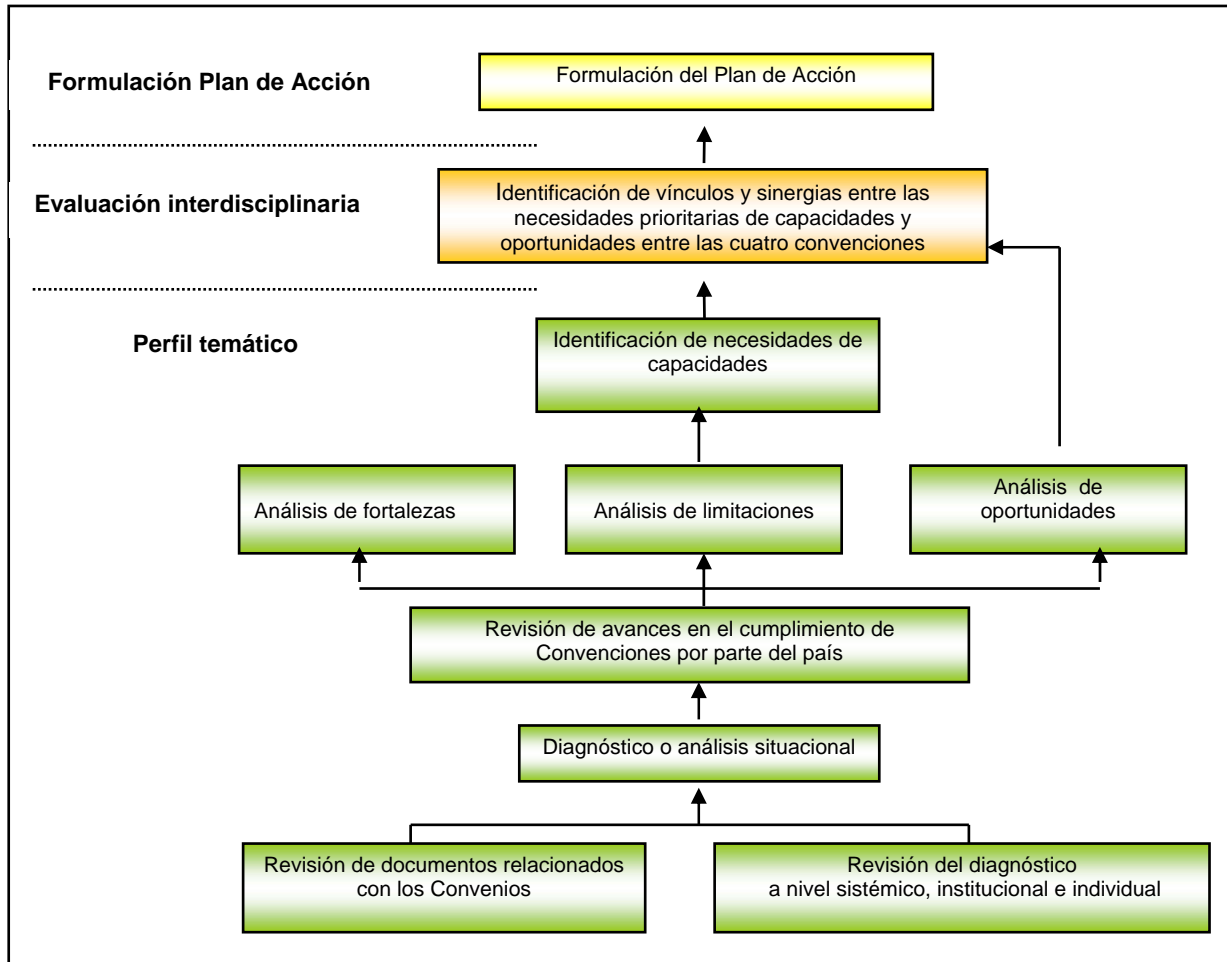 Formulación Plan de Acción
Formulación del Plan de Acción
Evaluación interdisciplinaria
Identificación de vínculos y sinergias entre las
necesidades prioritarias de capacidades y
oportunidades entre las cuatro convenciones
Perfil temático
Identificación de necesidades de
capacidades
Análisis de fortalezas
Análisis de limitaciones
Análisis de
oportunidades
Revisión de avances en el cumplimiento de
Convenciones por parte del país
Diagnóstico o análisis situacional
Revisión de documentos relacionados
con los Convenios
Revisión del diagnóstico
a nivel sistémico, institucional e individual